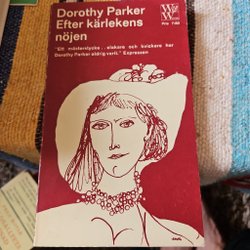 Dorothy Parker
Efter kärlekens
nöjen
"Ett mästerstycke... elakare och kvickare har
Dorothy Parker aldrig varit." Expressen
W&W